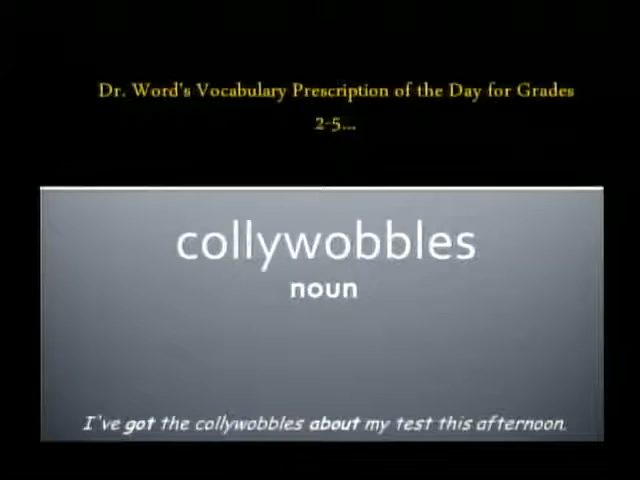 Dr. Word's Vocabulary Prescription of the Day for Grades
2-5...
collywobbles
noun
I've got the collywobbles about my test this afternoon.